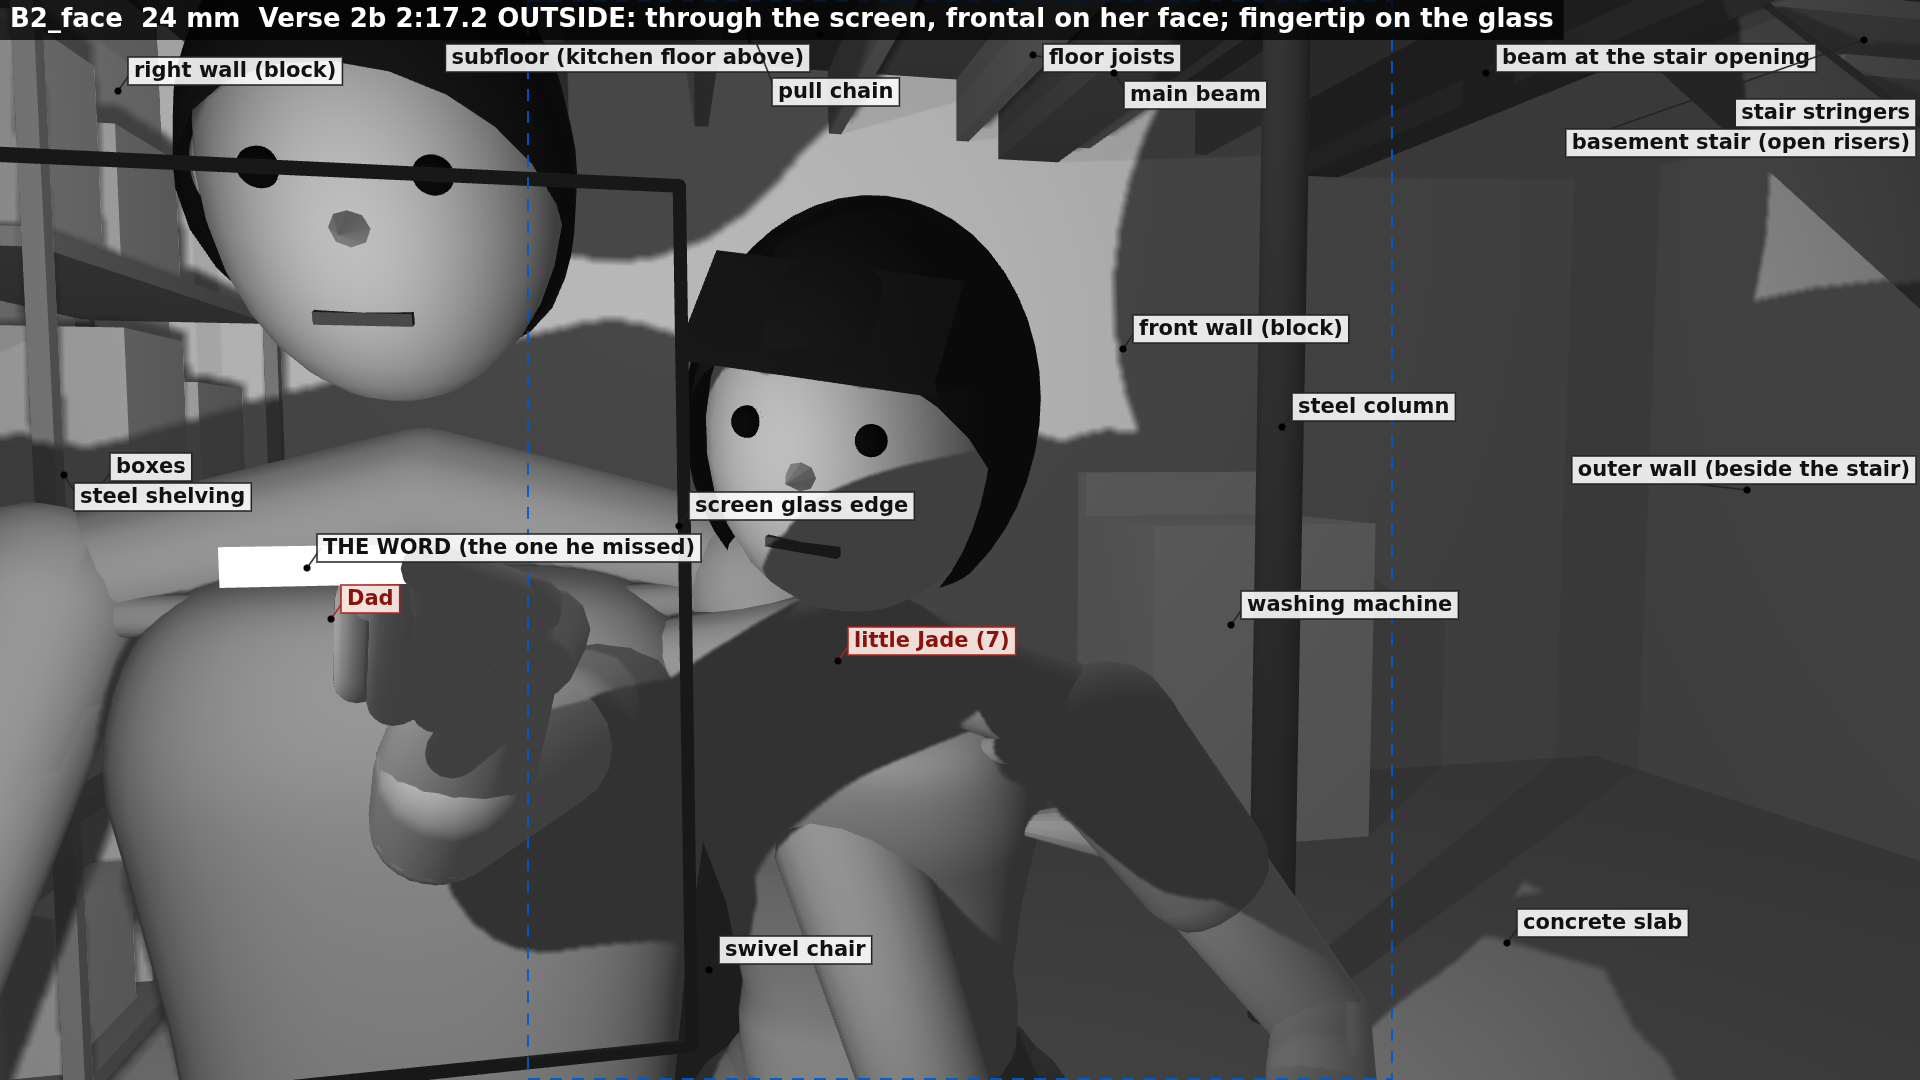 B2_face  24 mm  Verse 2b 2:17.2 OUTSIDE: through the screen, frontal on her face; fingertip on the glass
right wall (block)
subfloor (kitchen floor above)
floor joists
beam at the stair opening
pull chain
main beam
stair stringers
basement stair (open risers)
front wall (block)
steel column
boxes
outer wall (beside the stair)
steel shelving
screen glass edge
THE WORD (the one he missed)
Dad
washing machine
little Jade (7)
concrete slab
swivel chair